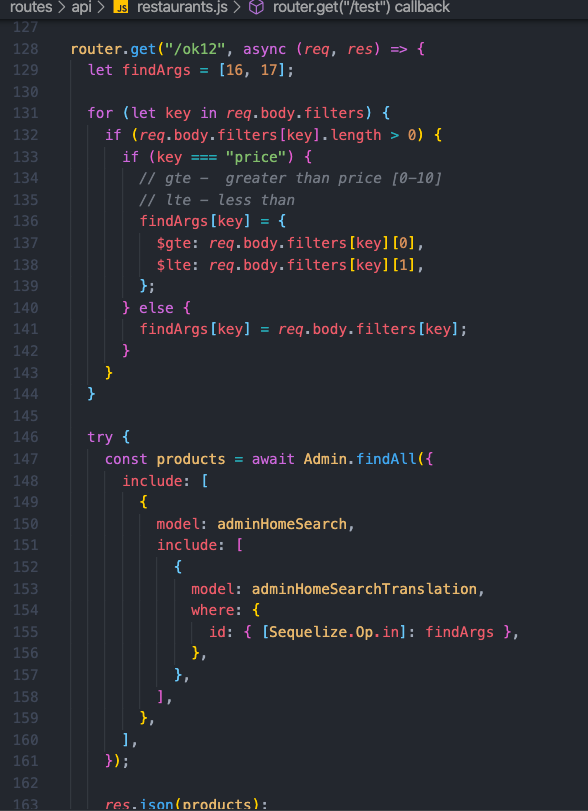 routes > api > JS restaurants.js > router.get("/test") callback
127
128 router.get("/ok12", async (req, res) => {
129   let findArgs = [16, 17];
130
131   for (let key in req.body.filters) {
132     if (req.body.filters[key].length > 0) {
133       if (key === "price") {
134         // gte -  greater than price [0-10]
135         // lte - less than
136         findArgs[key] = {
137           $gte: req.body.filters[key][0],
138           $lte: req.body.filters[key][1],
139         };
140       } else {
141         findArgs[key] = req.body.filters[key];
142       }
143     }
144   }
145
146   try {
147     const products = await Admin.findAll({
148       include: [
149         {
150           model: adminHomeSearch,
151           include: [
152             {
153               model: adminHomeSearchTranslation,
154               where: {
155                 id: { [Sequelize.Op.in]: findArgs },
156               },
157             },
158           ],
159         },
160       ],
161     });
162
163     res.json(products);